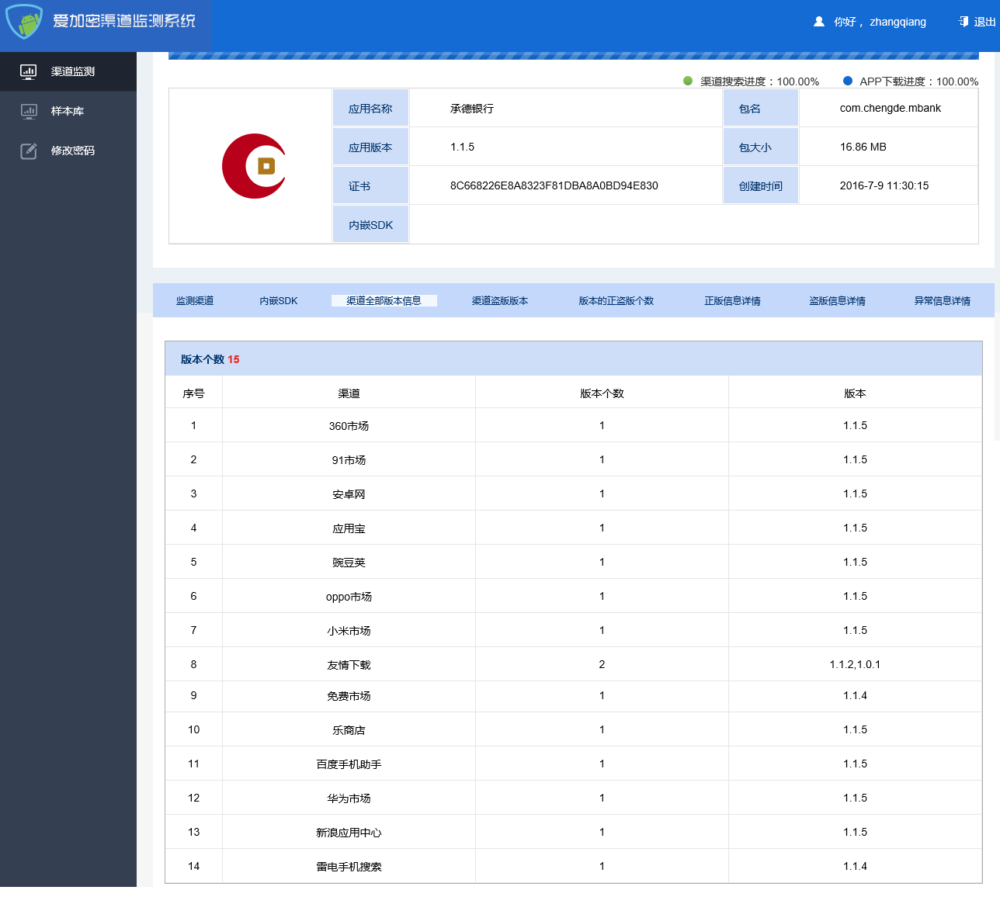 爱加密渠道监测系统
你好， zhangqiang 退出
渠道监测
样本库
修改密码
渠道搜索进度：100.00% APP下载进度：100.00%
应用名称 承德银行 包名 com.chengde.mbank
应用版本 1.1.5 包大小 16.86 MB
证书 8C668226E8A8323F81DBA8A0BD94E830 创建时间 2016-7-9 11:30:15
内嵌SDK
监测渠道 内嵌SDK 渠道全部版本信息 渠道盗版版本 版本的正盗版个数 正版信息详情 盗版信息详情 异常信息详情
版本个数 15
序号 渠道 版本个数 版本
1 360市场 1 1.1.5
2 91市场 1 1.1.5
3 安卓网 1 1.1.5
4 应用宝 1 1.1.5
5 豌豆荚 1 1.1.5
6 oppo市场 1 1.1.5
7 小米市场 1 1.1.5
8 友情下载 2 1.1.2,1.0.1
9 免费市场 1 1.1.4
10 乐商店 1 1.1.5
11 百度手机助手 1 1.1.5
12 华为市场 1 1.1.5
13 新浪应用中心 1 1.1.5
14 雷电手机搜索 1 1.1.4